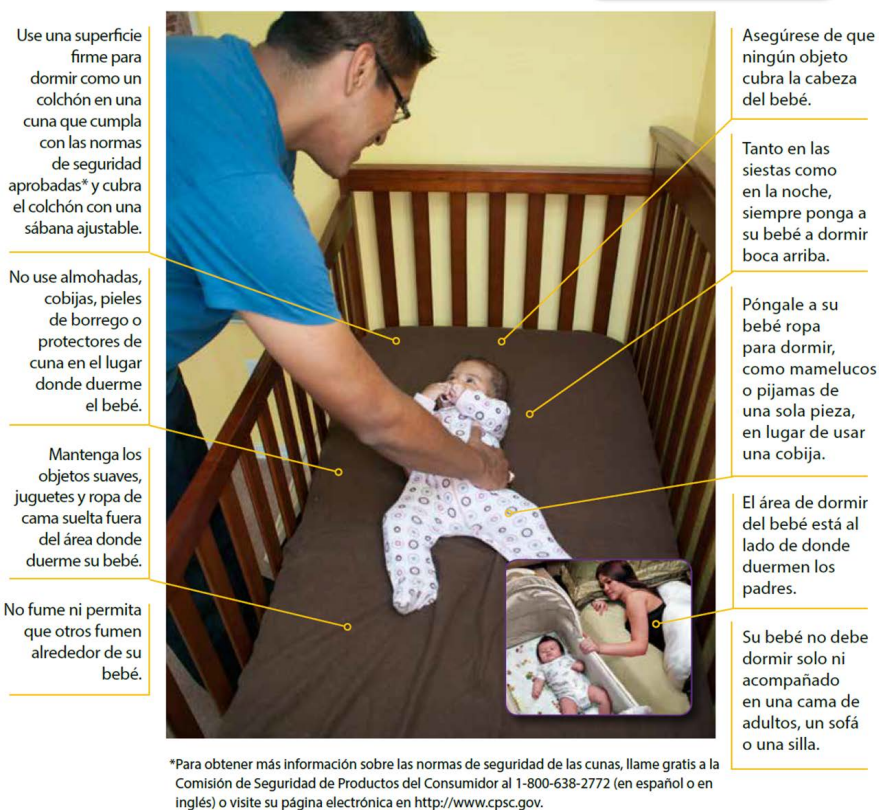 Use una superficie
firme para
dormir como un
colchón en una
cuna que cumpla
con las normas
de seguridad
aprobadas* y cubra
el colchón con una
sábana ajustable.
No use almohadas,
cobijas, pieles
de borrego o
protectores de
cuna en el lugar
donde duerme
el bebé.
Mantenga los
objetos suaves,
juguetes y ropa de
cama suelta fuera
del área donde
duerme su bebé.
No fume ni permita
que otros fumen
alrededor de su
bebé.
Asegúrese de que
ningún objeto
cubra la cabeza
del bebé.
Tanto en las
siestas como
en la noche,
siempre ponga a
su bebé a dormir
boca arriba.
Póngale a su
bebé ropa
para dormir,
como mamelucos
o pijamas de
una sola pieza,
en lugar de usar
una cobija.
El área de dormir
del bebé está al
lado de donde
duermen los
padres.
Su bebé no debe
dormir solo ni
acompañado
en una cama de
adultos, un sofá
o una silla.
*Para obtener más información sobre las normas de seguridad de las cunas, llame gratis a la
Comisión de Seguridad de Productos del Consumidor al 1-800-638-2772 (en español o en
inglés) o visite su página electrónica en http://www.cpsc.gov.